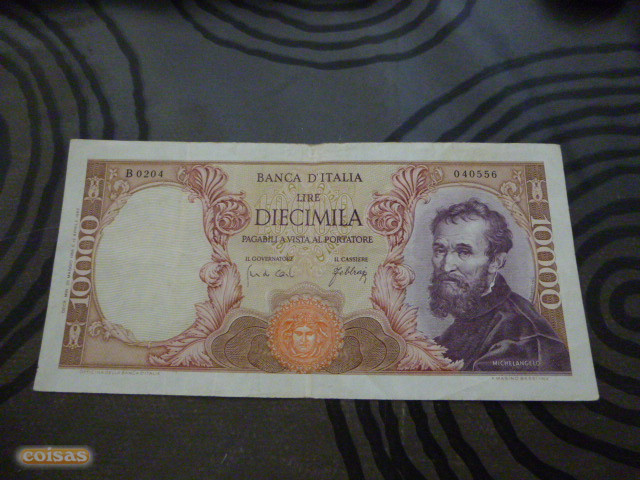 B 0204
BANCA D'ITALIA
040556
LIRE
DIECIMILA
PAGABILI A VISTA AL PORTATORE
IL GOVERNATORE
IL CASSIERE
10000
10000
MICHELANGELO
coisas